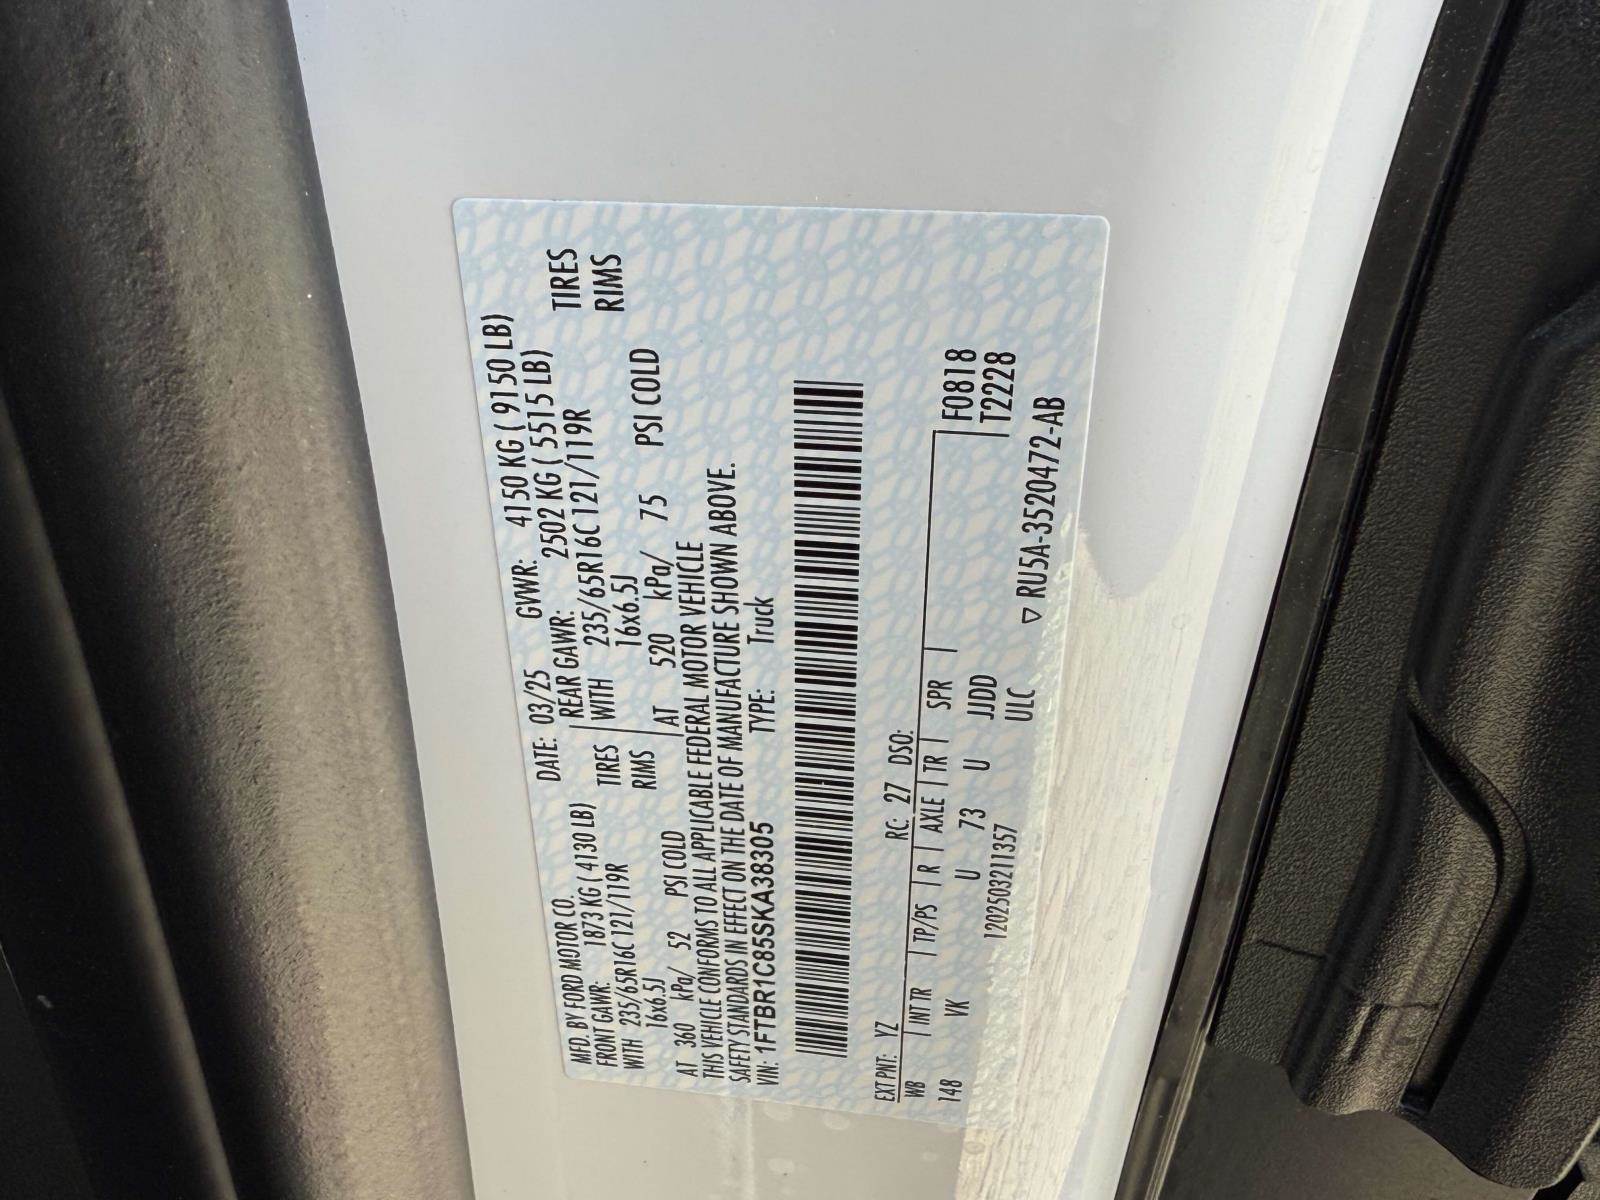 MFD. BY FORD MOTOR CO.
DATE: 03/25 GVWR: 4150 KG ( 9150 LB)
FRONT GAWR: 1873 KG ( 4130 LB) REAR GAWR: 2502 KG ( 5515 LB)
WITH 235/65R16C 121/119R TIRES WITH 235/65R16C 121/119R TIRES
16x6.5J RIMS 16x6.5J RIMS
AT 360 kPa/ 52 PSI COLD AT 520 kPa/ 75 PSI COLD
THIS VEHICLE CONFORMS TO ALL APPLICABLE FEDERAL MOTOR VEHICLE
SAFETY STANDARDS IN EFFECT ON THE DATE OF MANUFACTURE SHOWN ABOVE.
VIN: 1FTBR1C85SKA38305 TYPE: Truck
EXT PNT: YZ RC: 27 DSO:
WB INT TR TP/PS R AXLE TR SPR F0818
148 VK U 73 U JJDD T2228
1202503211357 ULC ▽ RU5A-3520472-AB